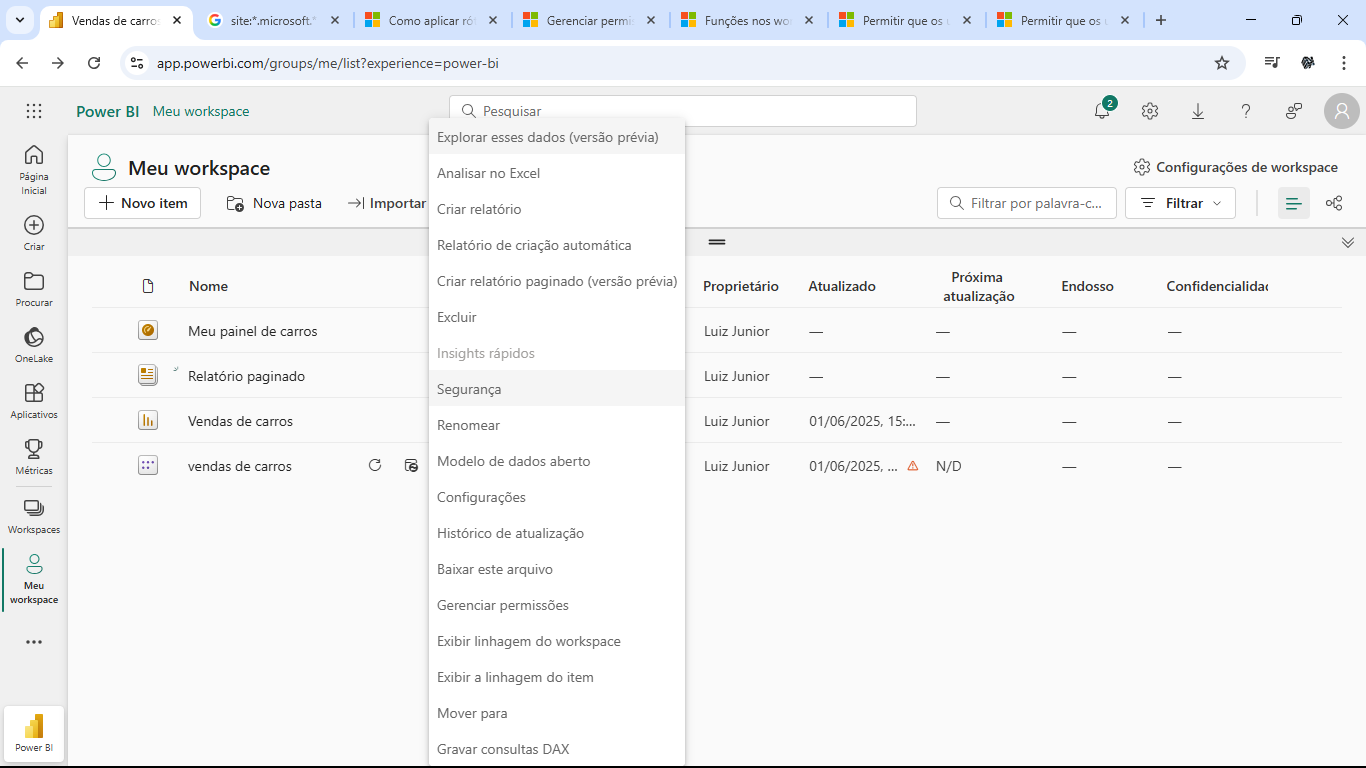 Vendas de carros
site:*.microsoft.*
Como aplicar ró
Gerenciar permis
Funções nos wo
Permitir que os u
Permitir que os u
app.powerbi.com/groups/me/list?experience=power-bi
Power BI
Meu workspace
Pesquisar
2
Página
Inicial
Criar
Procurar
OneLake
Aplicativos
Métricas
Workspaces
Meu
workspace
Power BI
Meu workspace
Configurações de workspace
Novo item
Nova pasta
Importar
Filtrar por palavra-c...
Filtrar
Nome
Proprietário
Atualizado
Próxima
atualização
Endosso
Confidencialidad
Meu painel de carros
Luiz Junior
—
—
—
—
Relatório paginado
Luiz Junior
—
—
—
—
Vendas de carros
Luiz Junior
01/06/2025, 15:...
—
—
—
vendas de carros
Luiz Junior
01/06/2025, ...
N/D
—
—
Explorar esses dados (versão prévia)
Analisar no Excel
Criar relatório
Relatório de criação automática
Criar relatório paginado (versão prévia)
Excluir
Insights rápidos
Segurança
Renomear
Modelo de dados aberto
Configurações
Histórico de atualização
Baixar este arquivo
Gerenciar permissões
Exibir linhagem do workspace
Exibir a linhagem do item
Mover para
Gravar consultas DAX